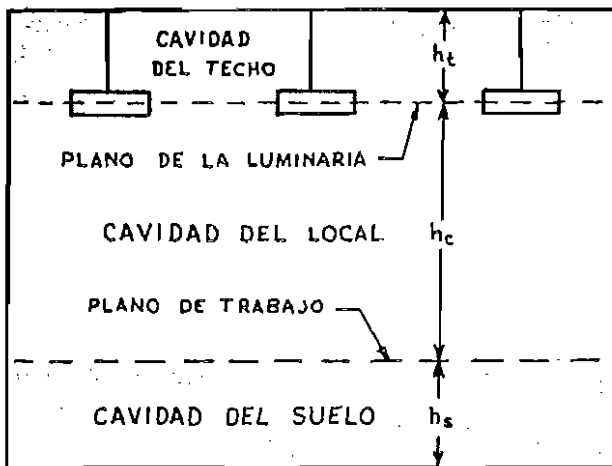 CAVIDAD
DEL TECHO
ht
PLANO DE LA LUMINARIA
CAVIDAD DEL LOCAL
hc
PLANO DE TRABAJO
CAVIDAD DEL SUELO
hs